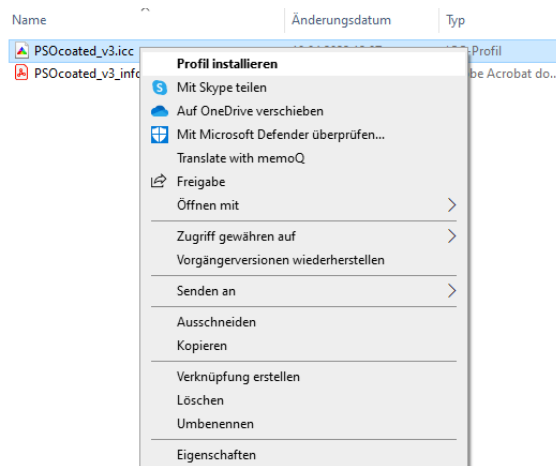 Name Änderungsdatum Typ
PSOcoated_v3.icc -Profil
PSOcoated_v3_info be Acrobat do...
Profil installieren
Mit Skype teilen
Auf OneDrive verschieben
Mit Microsoft Defender überprüfen...
Translate with memoQ
Freigabe
Öffnen mit
Zugriff gewähren auf
Vorgängerversionen wiederherstellen
Senden an
Ausschneiden
Kopieren
Verknüpfung erstellen
Löschen
Umbenennen
Eigenschaften